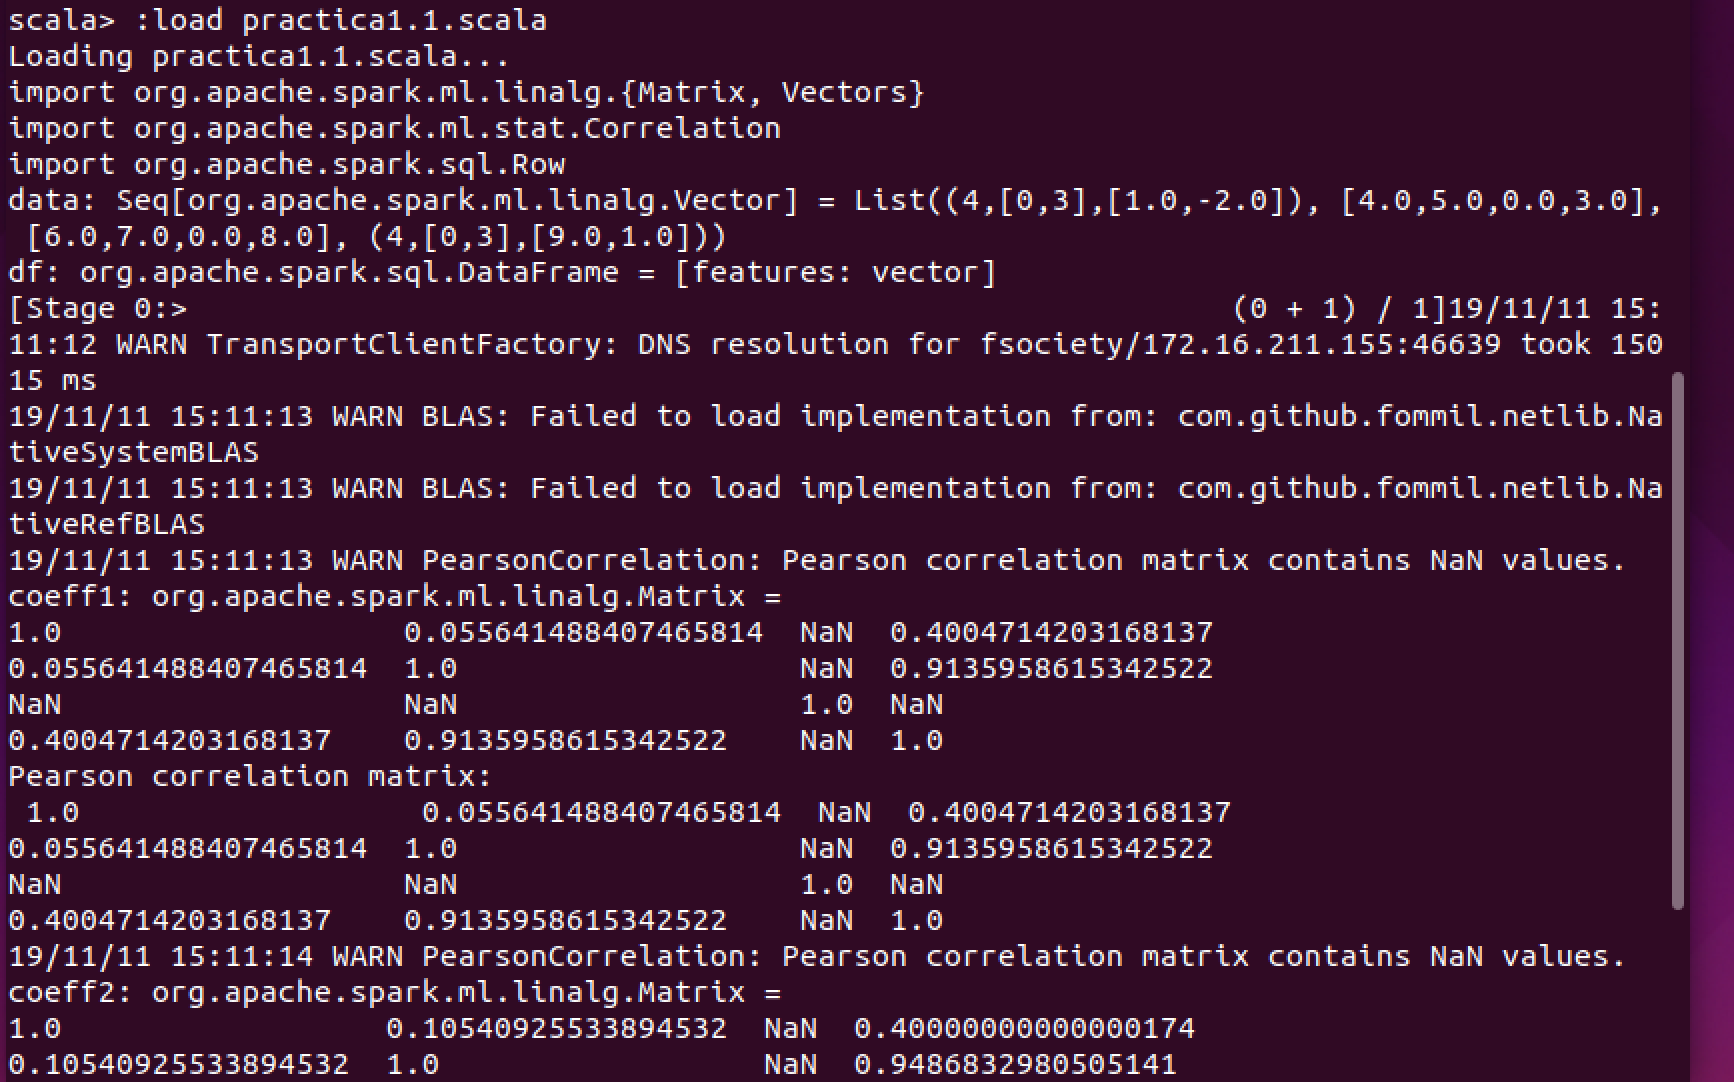 scala> :load practica1.1.scala
Loading practica1.1.scala...
import org.apache.spark.ml.linalg.{Matrix, Vectors}
import org.apache.spark.ml.stat.Correlation
import org.apache.spark.sql.Row
data: Seq[org.apache.spark.ml.linalg.Vector] = List((4,[0,3],[1.0,-2.0]), [4.0,5.0,0.0,3.0],
 [6.0,7.0,0.0,8.0], (4,[0,3],[9.0,1.0]))
df: org.apache.spark.sql.DataFrame = [features: vector]
[Stage 0:>                                                          (0 + 1) / 1]19/11/11 15:
11:12 WARN TransportClientFactory: DNS resolution for fsociety/172.16.211.155:46639 took 150
15 ms
19/11/11 15:11:13 WARN BLAS: Failed to load implementation from: com.github.fommil.netlib.Na
tiveSystemBLAS
19/11/11 15:11:13 WARN BLAS: Failed to load implementation from: com.github.fommil.netlib.Na
tiveRefBLAS
19/11/11 15:11:13 WARN PearsonCorrelation: Pearson correlation matrix contains NaN values.
coeff1: org.apache.spark.ml.linalg.Matrix =
1.0                   0.055641488407465814  NaN  0.4004714203168137
0.055641488407465814  1.0                   NaN  0.9135958615342522
NaN                   NaN                   1.0  NaN
0.4004714203168137    0.9135958615342522    NaN  1.0
Pearson correlation matrix:
 1.0                   0.055641488407465814  NaN  0.4004714203168137
0.055641488407465814  1.0                   NaN  0.9135958615342522
NaN                   NaN                   1.0  NaN
0.4004714203168137    0.9135958615342522    NaN  1.0
19/11/11 15:11:14 WARN PearsonCorrelation: Pearson correlation matrix contains NaN values.
coeff2: org.apache.spark.ml.linalg.Matrix =
1.0                  0.10540925533894532  NaN  0.40000000000000174
0.10540925533894532  1.0                  NaN  0.9486832980505141